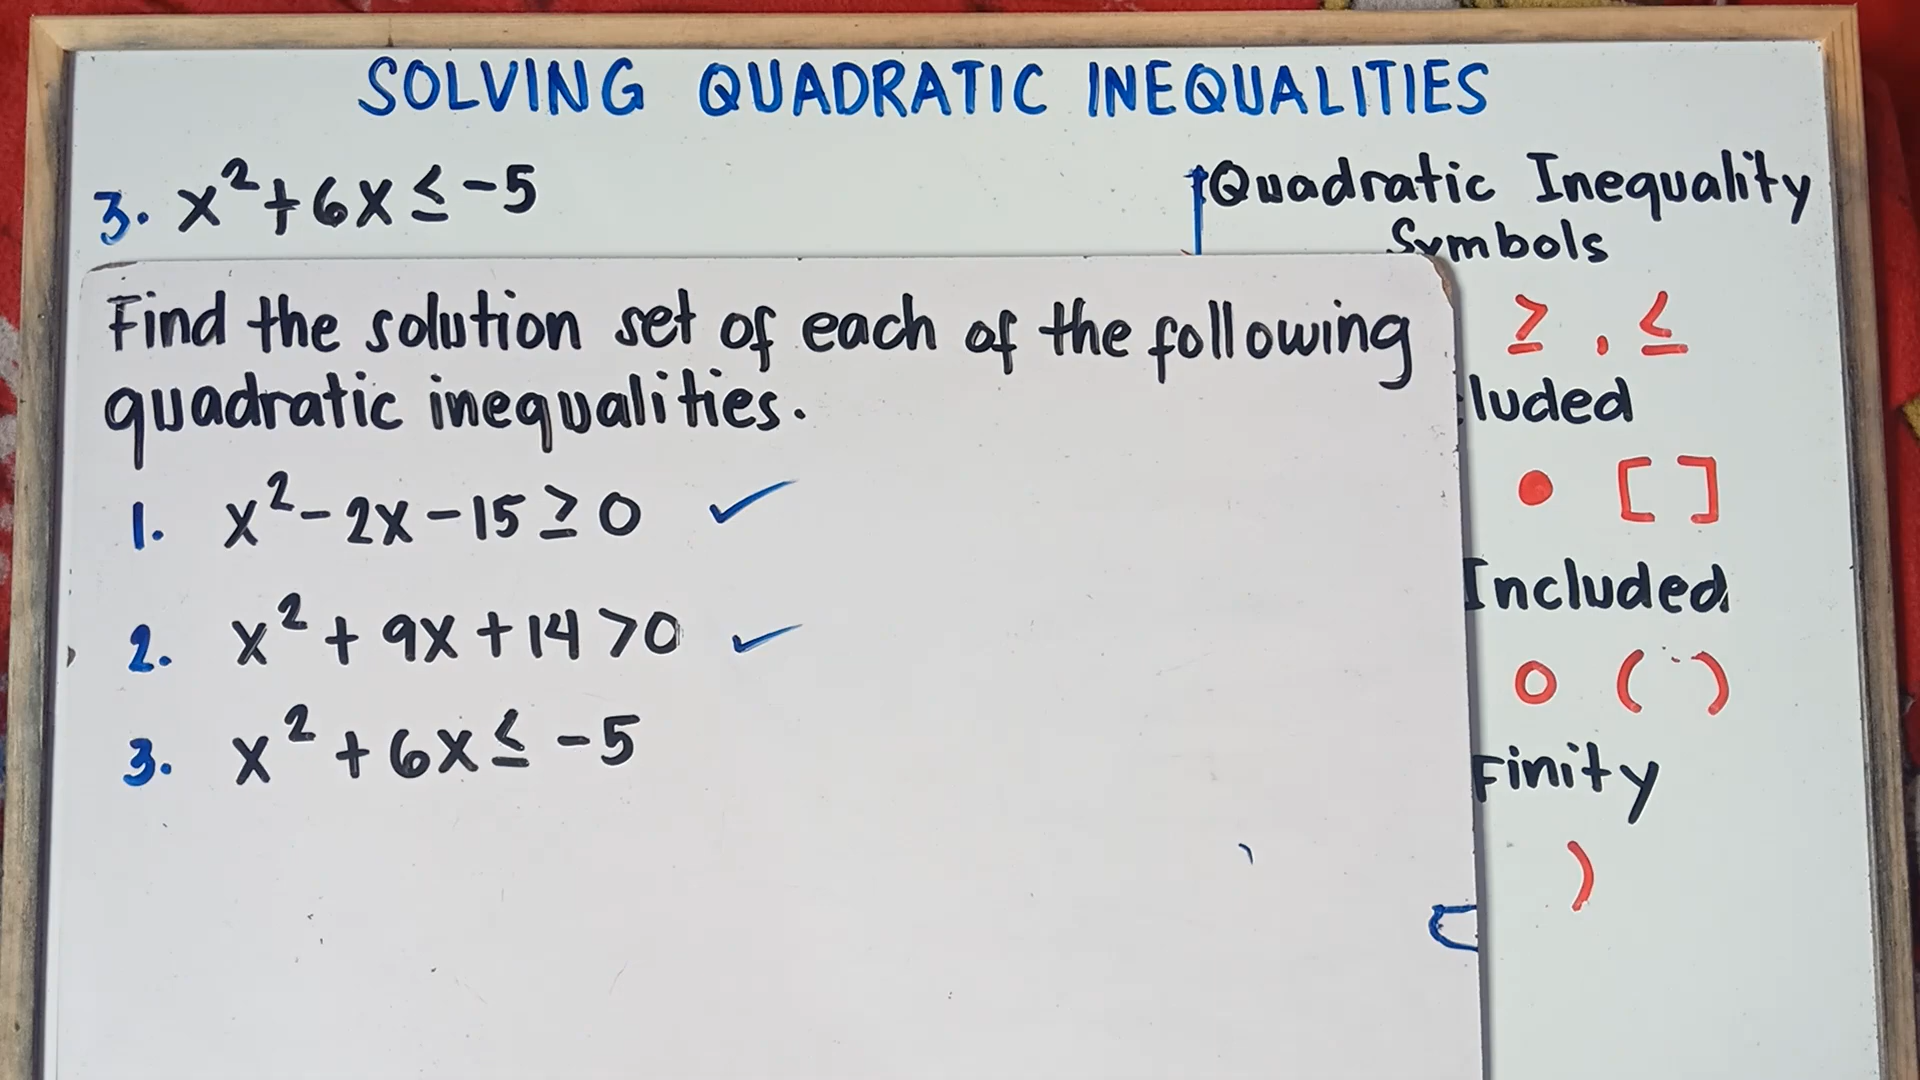 SOLVING QUADRATIC INEQUALITIES
3. x²+6x≤-5
Quadratic Inequality
Symbols
≥ , ≤
luded
● [ ]
Included
○ ( )
Finity
)
Find the solution set of each of the following
quadratic inequalities.
1. x²-2x-15≥0 ✓
2. x²+9x+14>0 ✓
3. x²+6x≤-5